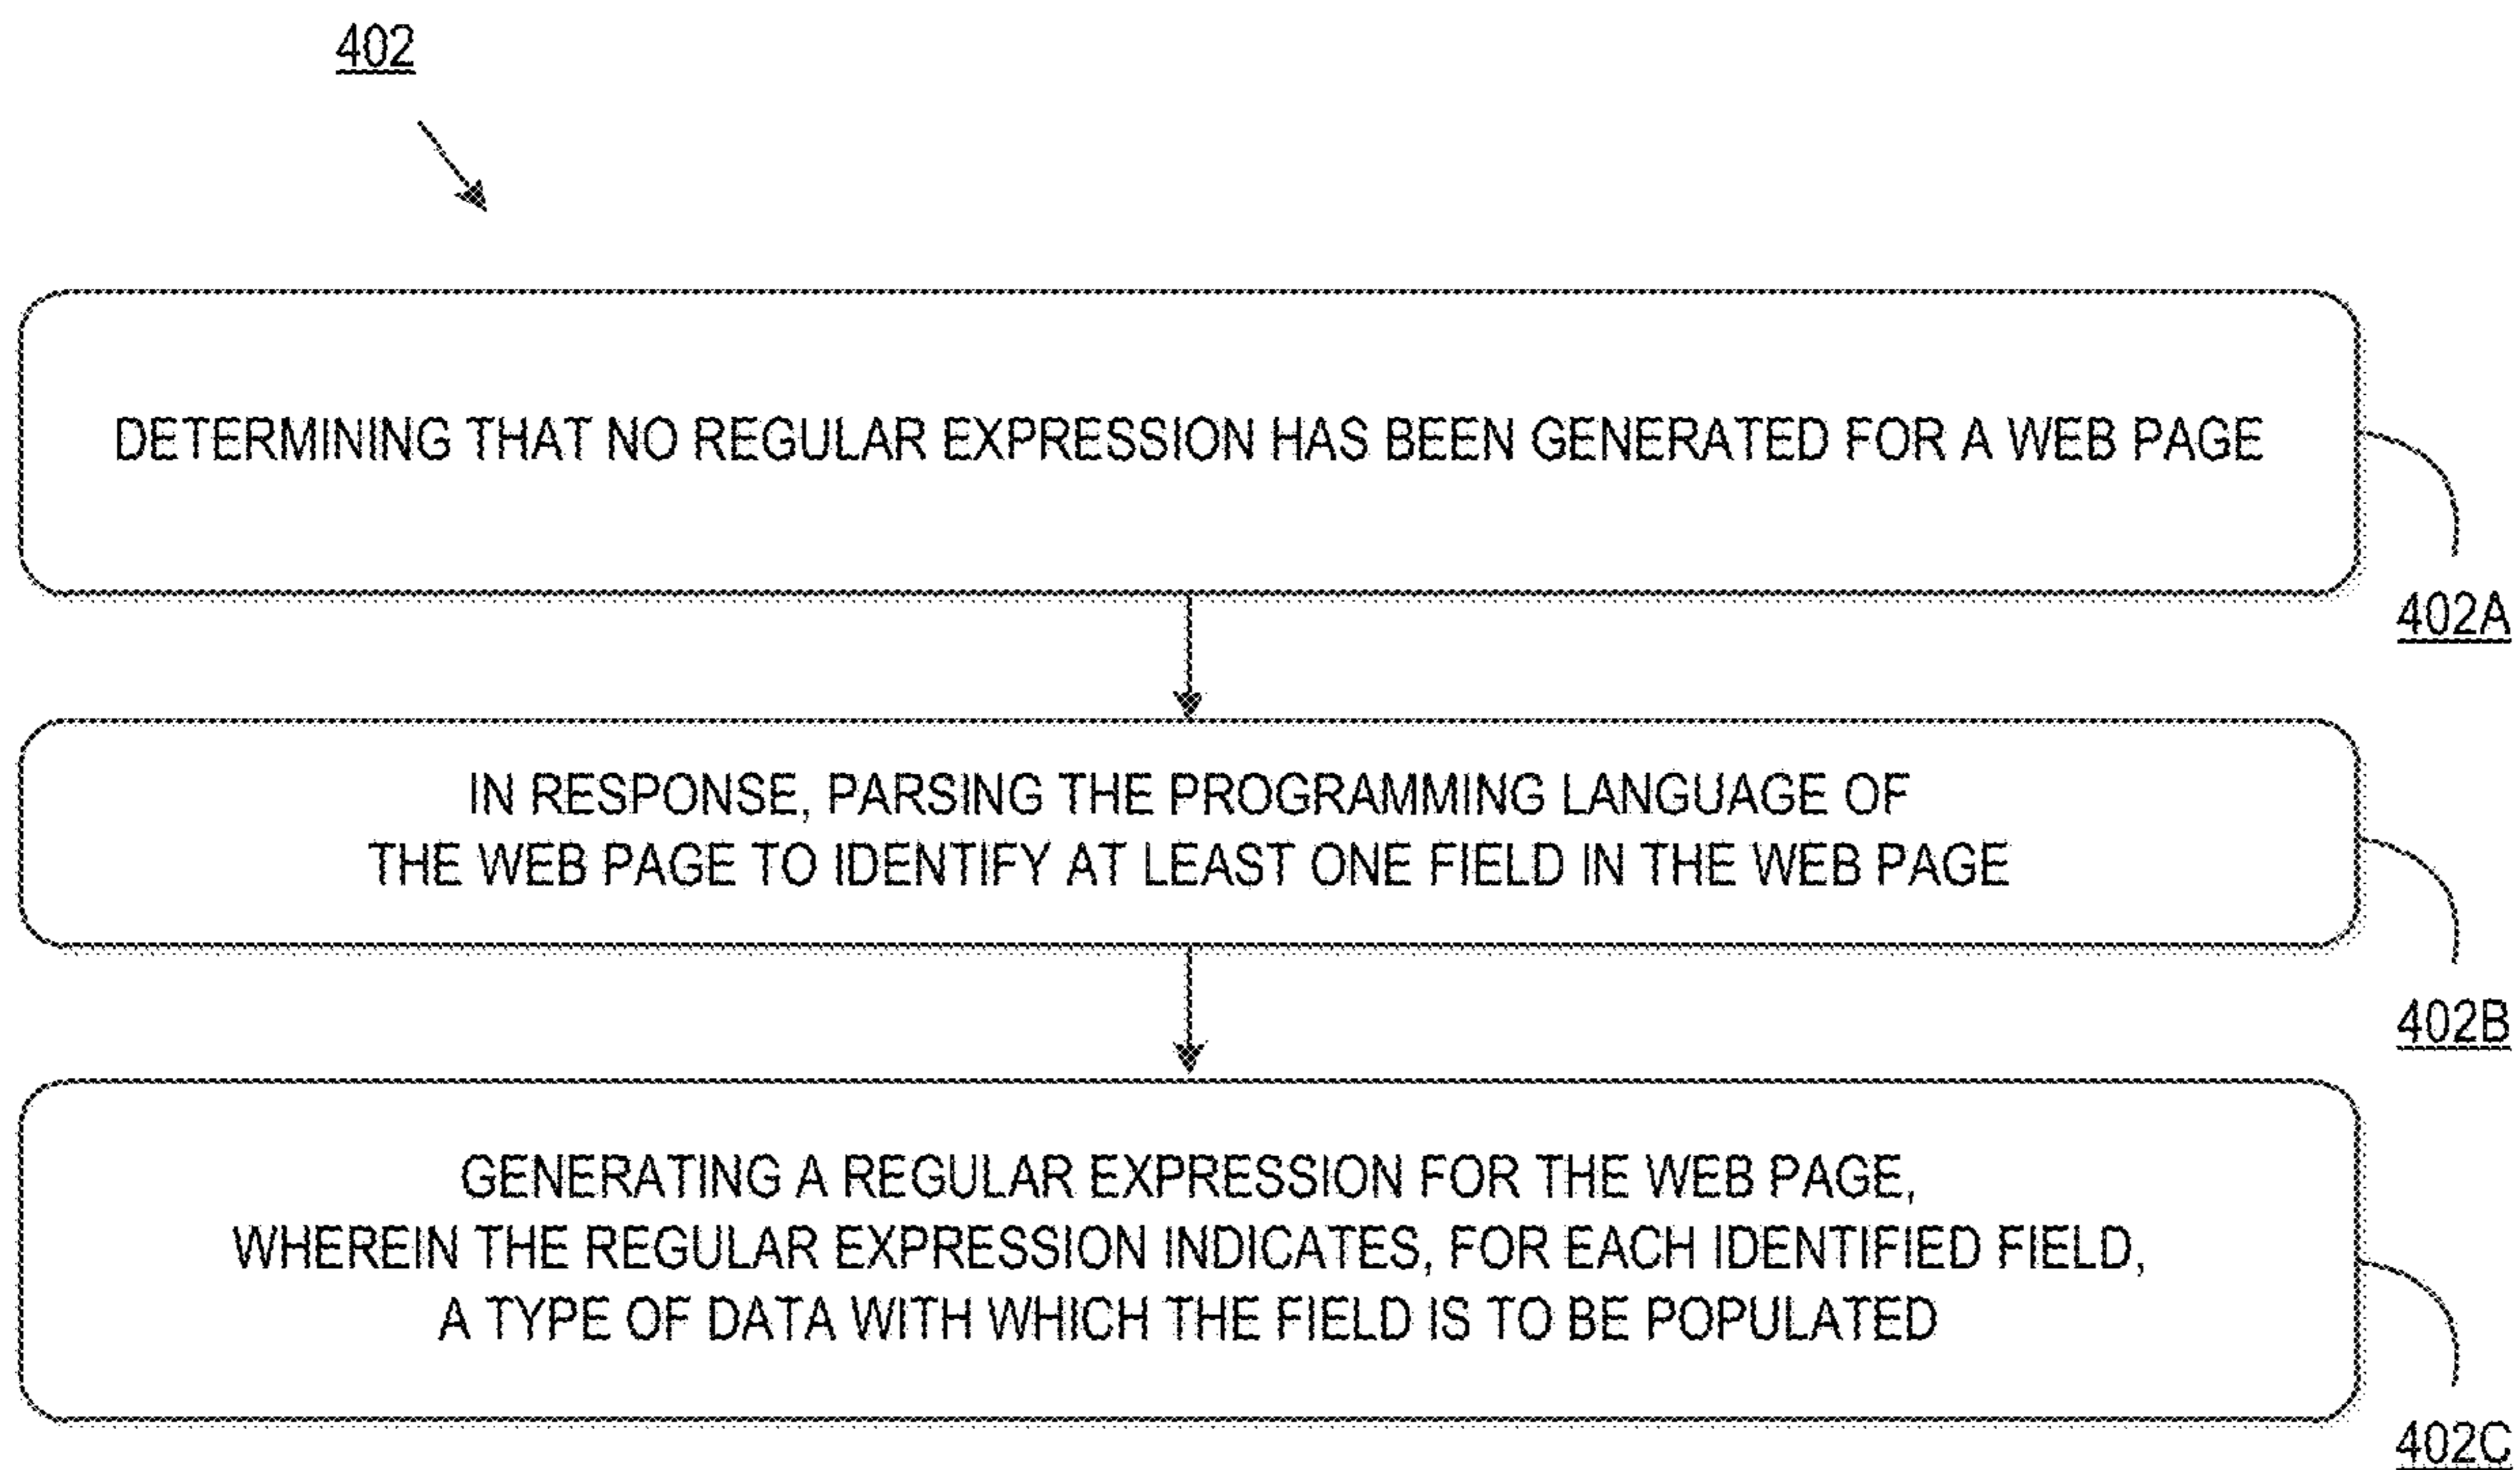 402
DETERMINING THAT NO REGULAR EXPRESSION HAS BEEN GENERATED FOR A WEB PAGE
402A
IN RESPONSE, PARSING THE PROGRAMMING LANGUAGE OF
THE WEB PAGE TO IDENTIFY AT LEAST ONE FIELD IN THE WEB PAGE
402B
GENERATING A REGULAR EXPRESSION FOR THE WEB PAGE,
WHEREIN THE REGULAR EXPRESSION INDICATES, FOR EACH IDENTIFIED FIELD,
A TYPE OF DATA WITH WHICH THE FIELD IS TO BE POPULATED
402C